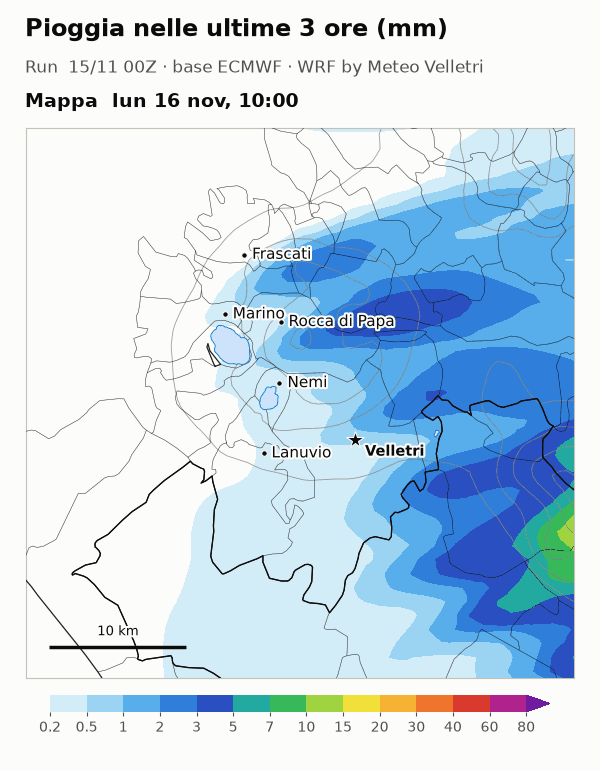 Pioggia nelle ultime 3 ore (mm)
Run  15/11 00Z · base ECMWF · WRF by Meteo Velletri
Mappa  lun 16 nov, 10:00
Frascati
Marino
Rocca di Papa
Nemi
Velletri
Lanuvio
10 km
0.2 0.5 1 2 3 5 7 10 15 20 30 40 60 80